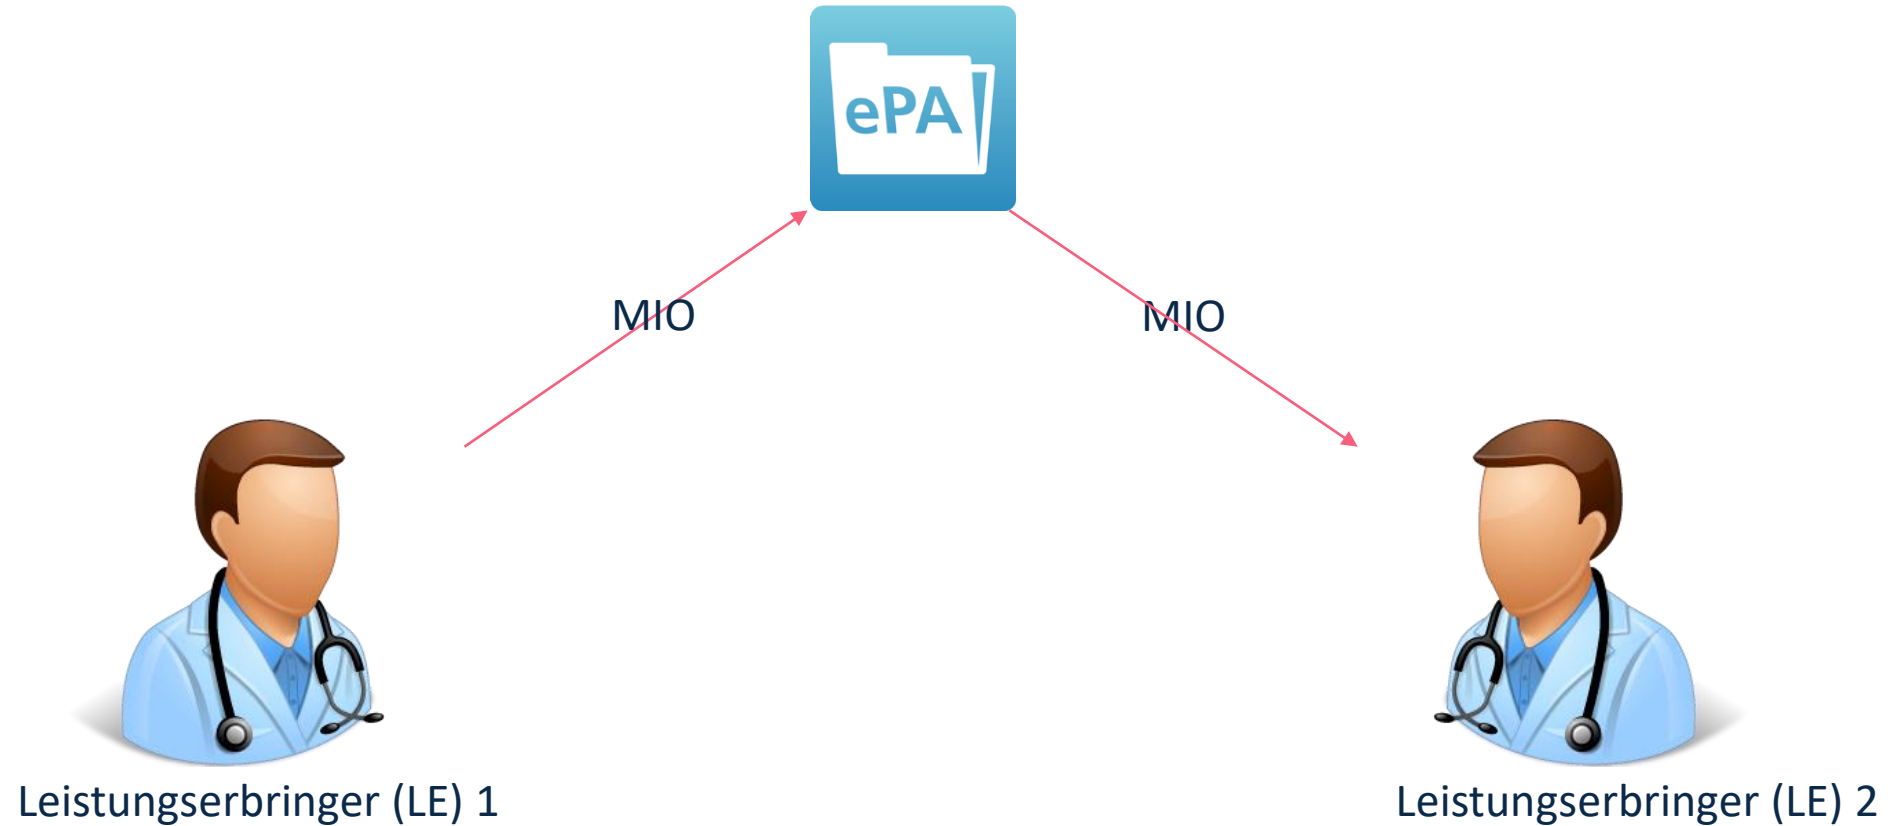 ePA
MIO
MIO
Leistungserbringer (LE) 1
Leistungserbringer (LE) 2